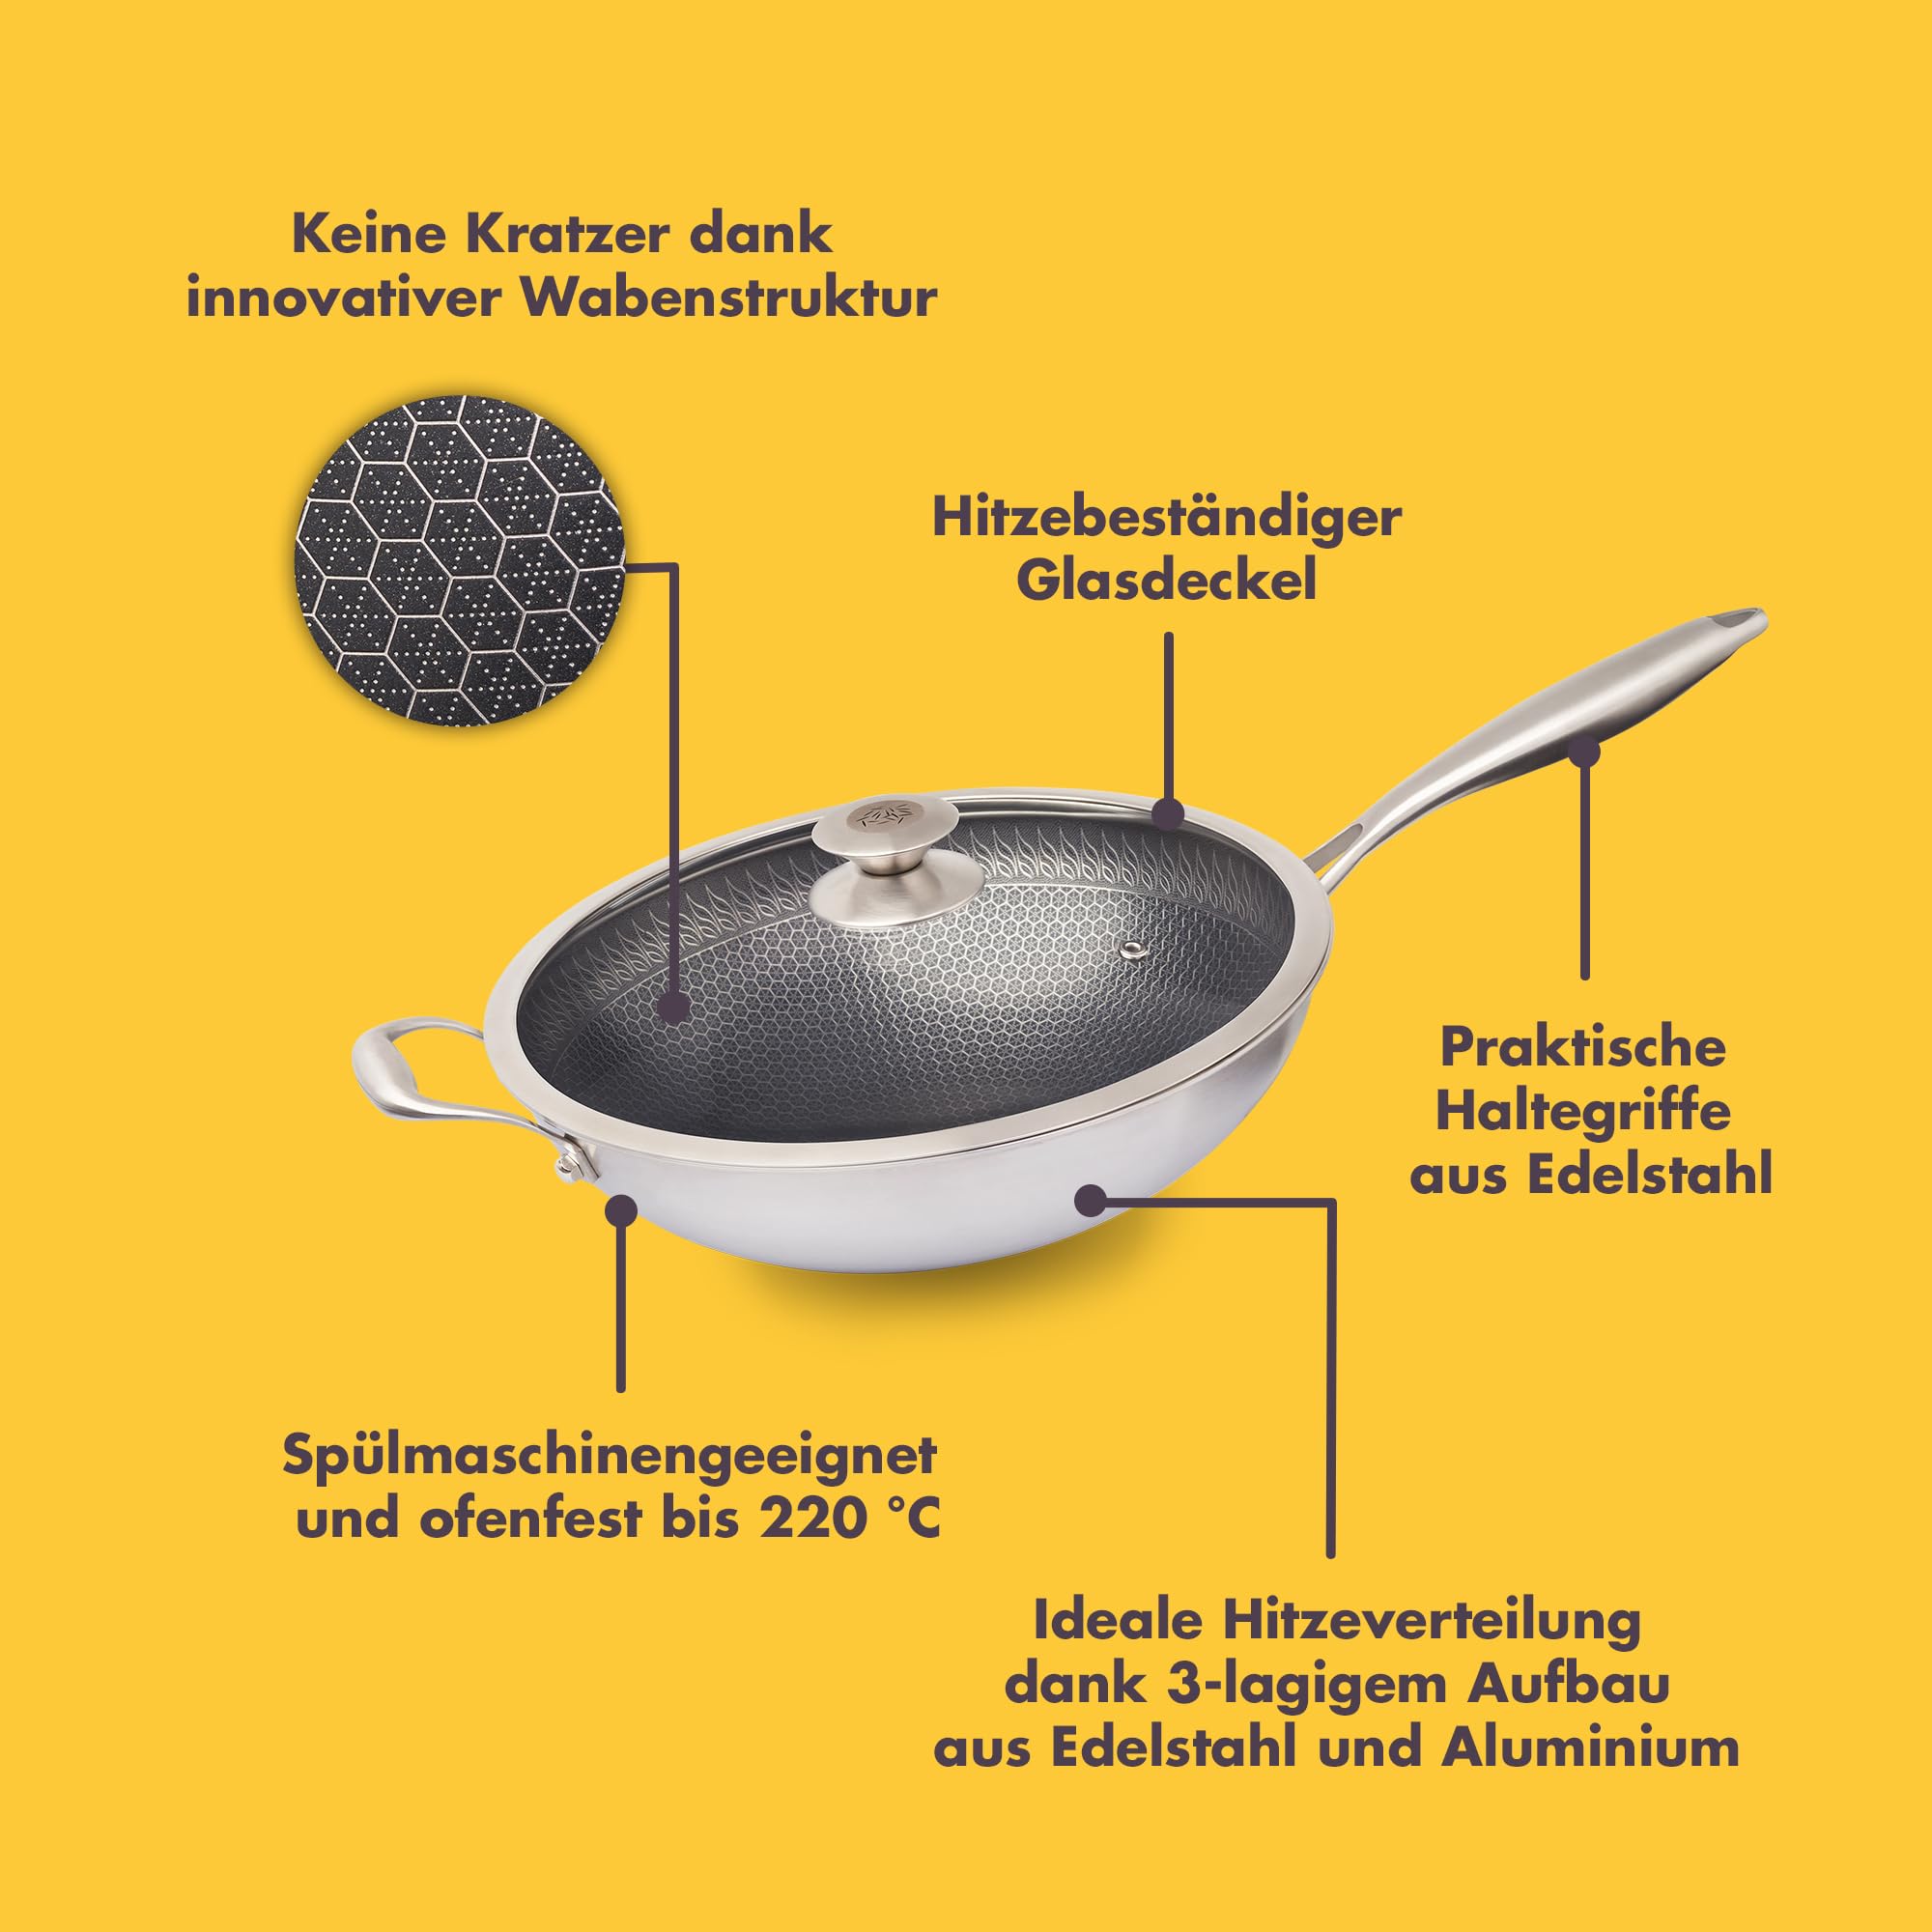 Keine Kratzer dank
innovativer Wabenstruktur
Hitzebeständiger
Glasdeckel
Praktische
Haltegriffe
aus Edelstahl
Spülmaschinengeeignet
und ofenfest bis 220 °C
Ideale Hitzeverteilung
dank 3-lagigem Aufbau
aus Edelstahl und Aluminium